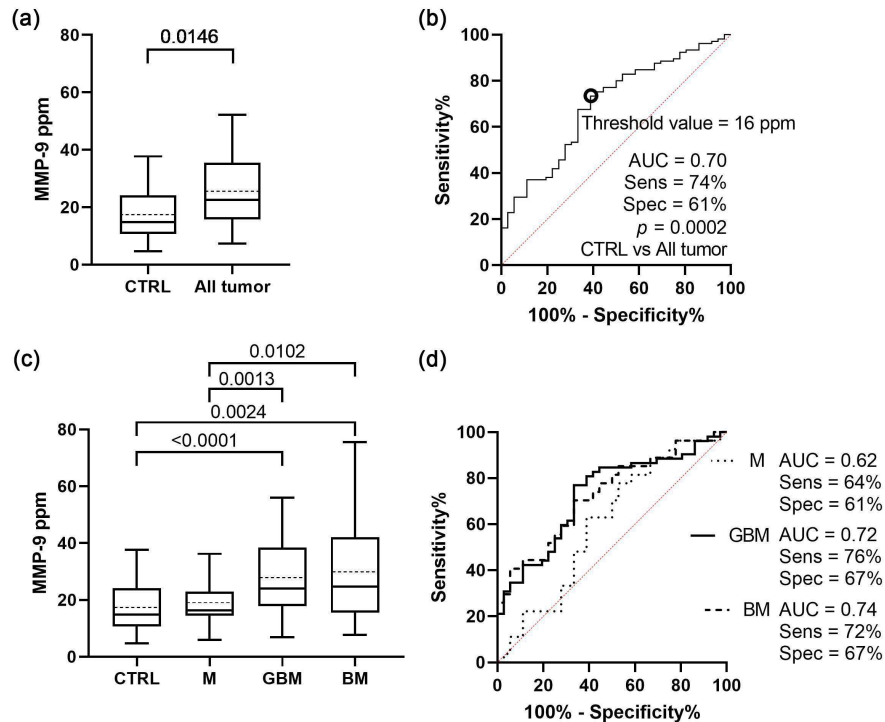 (a)
0.0146
MMP-9 ppm
80
60
40
20
0
CTRL
All tumor
(b)
Sensitivity%
100
80
60
40
20
0
Threshold value = 16 ppm
AUC = 0.70
Sens = 74%
Spec = 61%
p = 0.0002
CTRL vs All tumor
0 20 40 60 80 100
100% - Specificity%
(c)
0.0102
0.0013
0.0024
<0.0001
MMP-9 ppm
80
60
40
20
0
CTRL M GBM BM
(d)
Sensitivity%
100
80
60
40
20
0
0 20 40 60 80 100
100% - Specificity%
M AUC = 0.62
Sens = 64%
Spec = 61%
GBM AUC = 0.72
Sens = 76%
Spec = 67%
BM AUC = 0.74
Sens = 72%
Spec = 67%